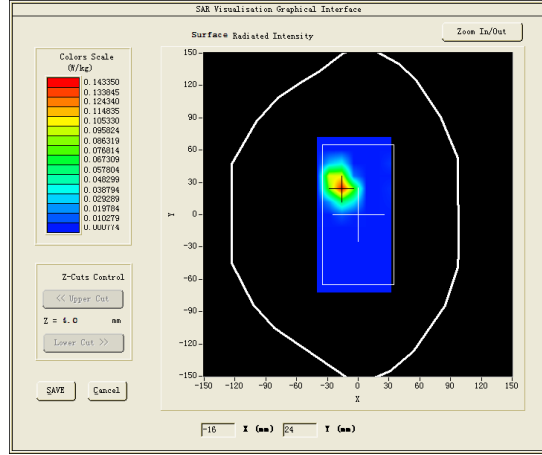 SAR Visualisation Graphical Interface
Surface Radiated Intensity
Zoom In/Out
Colors Scale
(W/kg)
0.143350
0.133845
0.124340
0.114835
0.105330
0.095824
0.086319
0.076814
0.067309
0.057804
0.048299
0.038794
0.029289
0.019784
0.010279
0.000774
Z-Cuts Control
<< Upper Cut
Z = 4.0 mm
Lower Cut >>
SAVE Cancel
150
120
90
60
30
0
-30
-60
-90
-120
-150
Y
-150 -120 -90 -60 -30 0 30 60 90 120 150
X
-16 X (mm) 24 Y (mm)